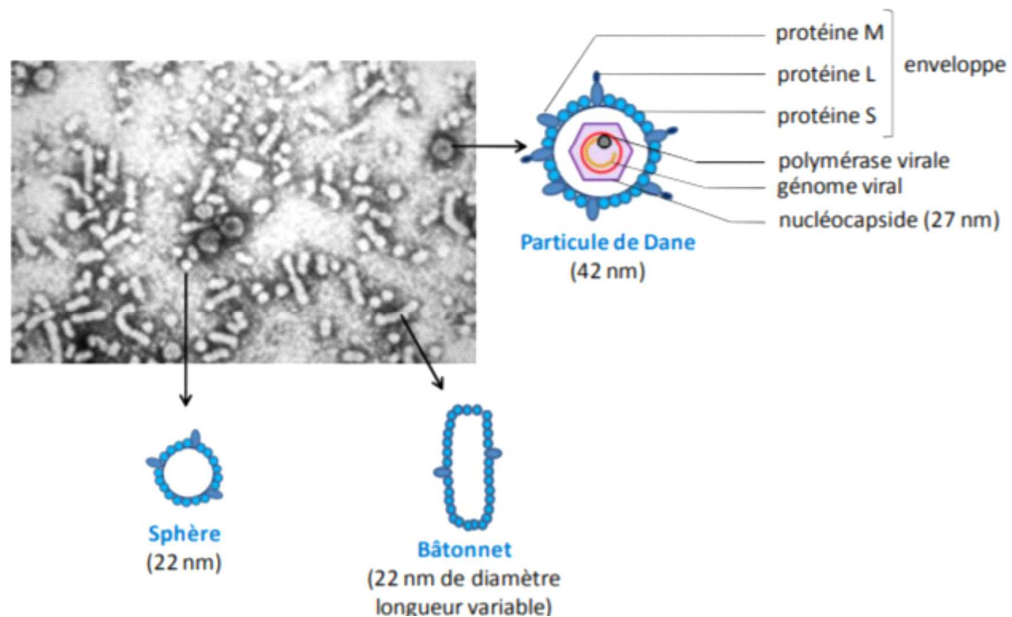 protéine M
protéine L
enveloppe
protéine S
polymérase virale
génome viral
nucléocapside (27 nm)
Particule de Dane
(42 nm)
Sphère
(22 nm)
Bâtonnet
(22 nm de diamètre
longueur variable)